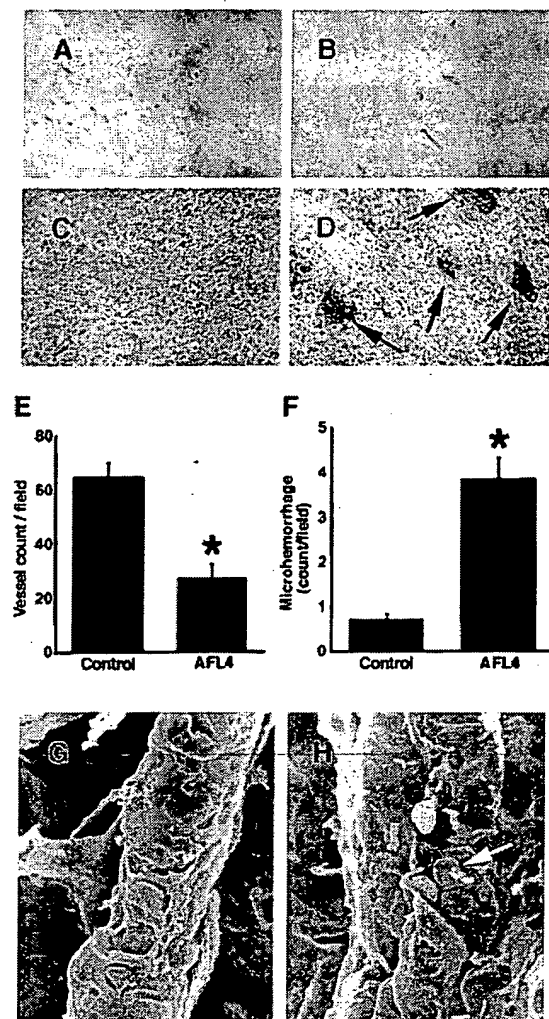 A
B
C
D
E
F
80
60
40
20
0
Vessel count / field
*
Control
AFL4
5
4
3
2
1
0
Microhemorrhage
(count/field)
*
Control
AFL4
G
H